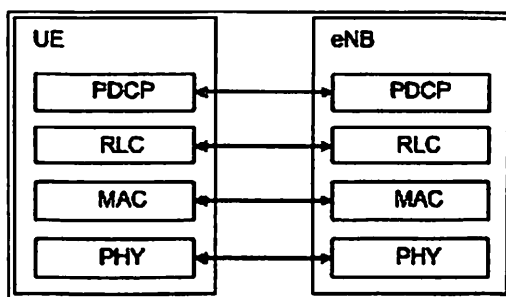 UE eNB
PDCP PDCP
RLC RLC
MAC MAC
PHY PHY